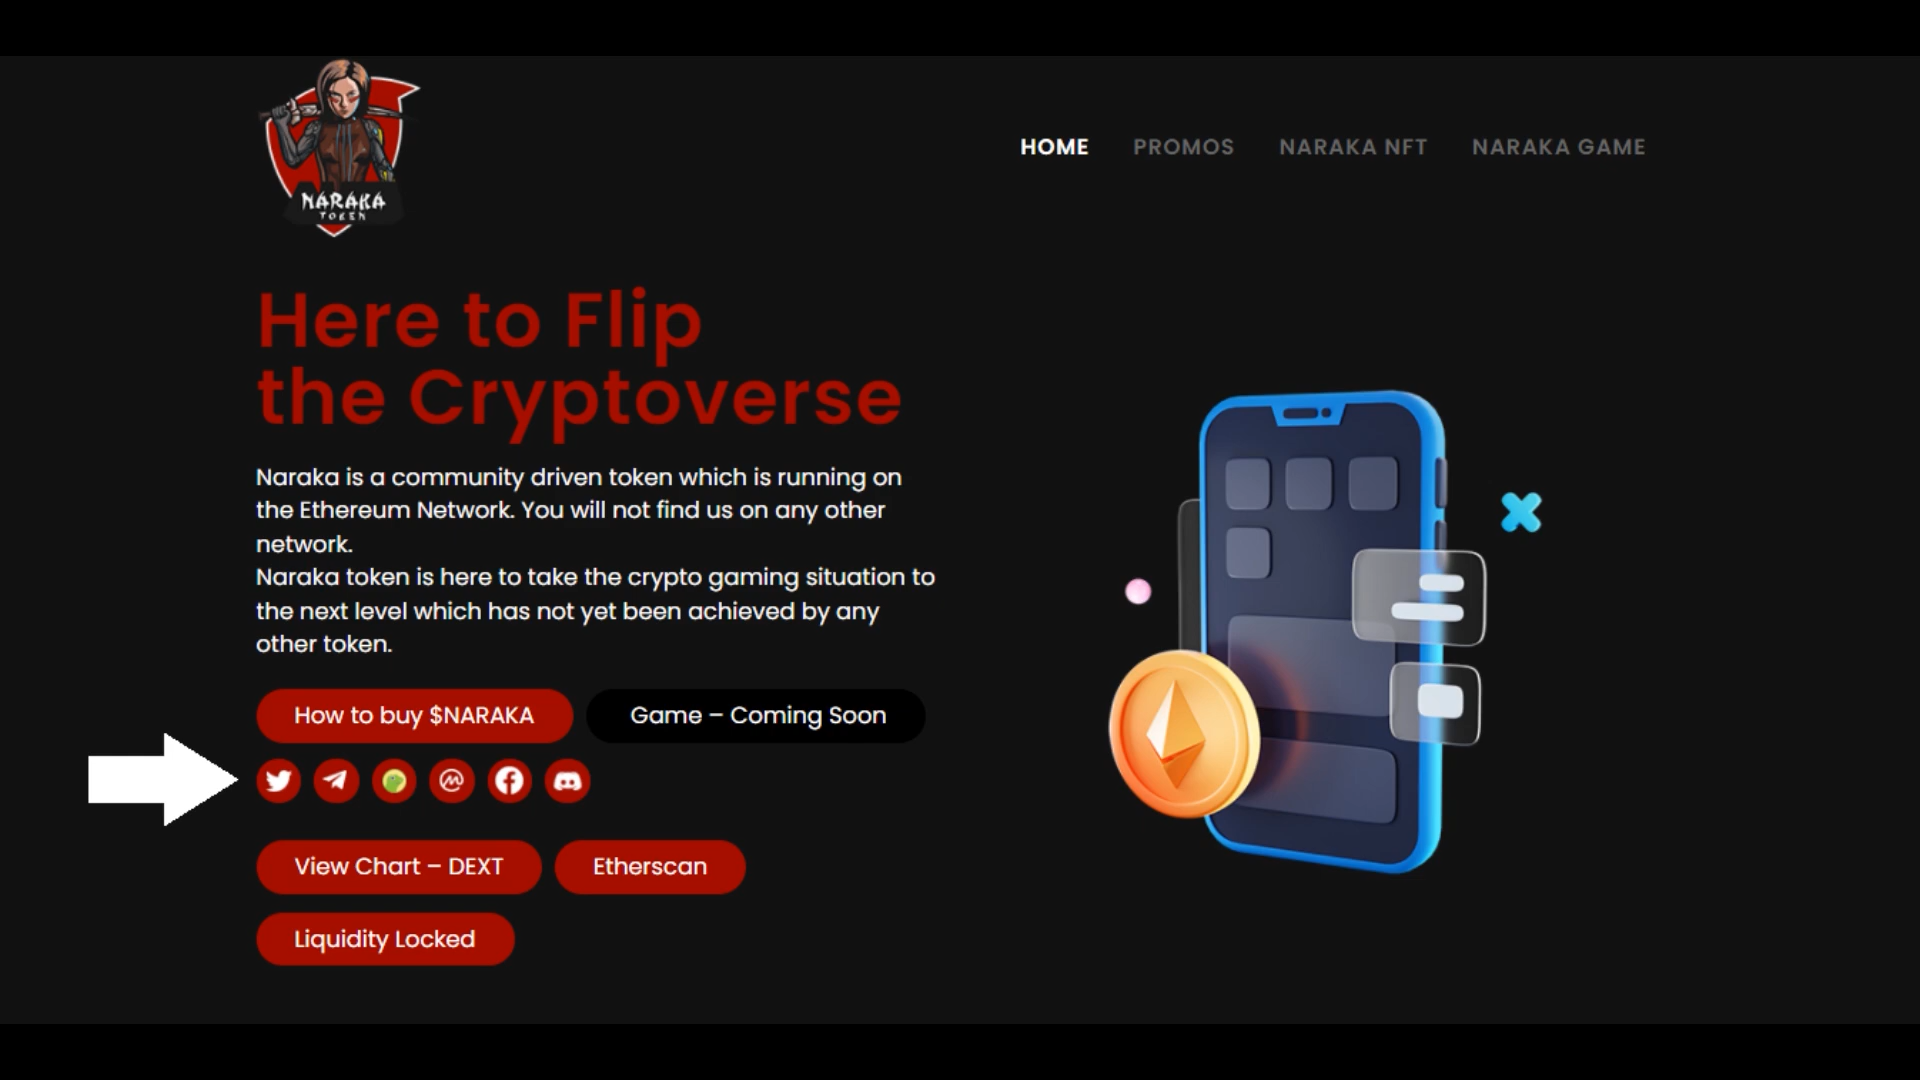 NARAKA
TOKEN
HOME PROMOS NARAKA NFT NARAKA GAME
Here to Flip
the Cryptoverse
Naraka is a community driven token which is running on
the Ethereum Network. You will not find us on any other
network.
Naraka token is here to take the crypto gaming situation to
the next level which has not yet been achieved by any
other token.
How to buy $NARAKA Game – Coming Soon
View Chart – DEXT Etherscan
Liquidity Locked